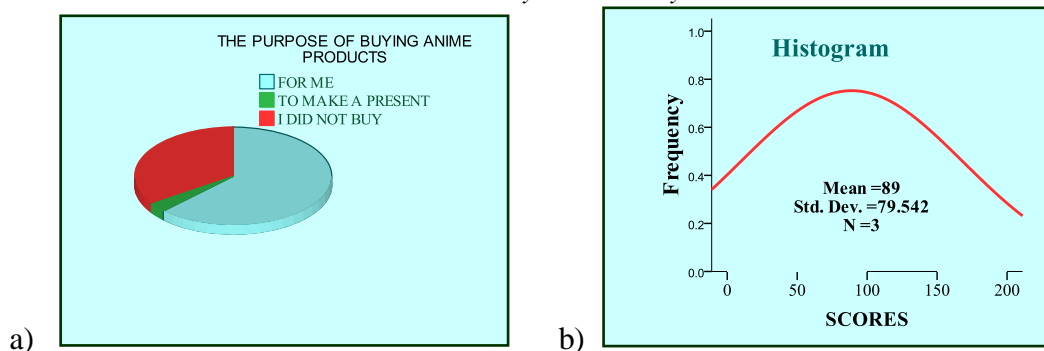 THE PURPOSE OF BUYING ANIME
PRODUCTS
FOR ME
TO MAKE A PRESENT
I DID NOT BUY
a)
Histogram
1.0
0.8
0.6
0.4
0.2
0.0
Frequency
Mean =89
Std. Dev. =79.542
N =3
0 50 100 150 200
SCORES
b)